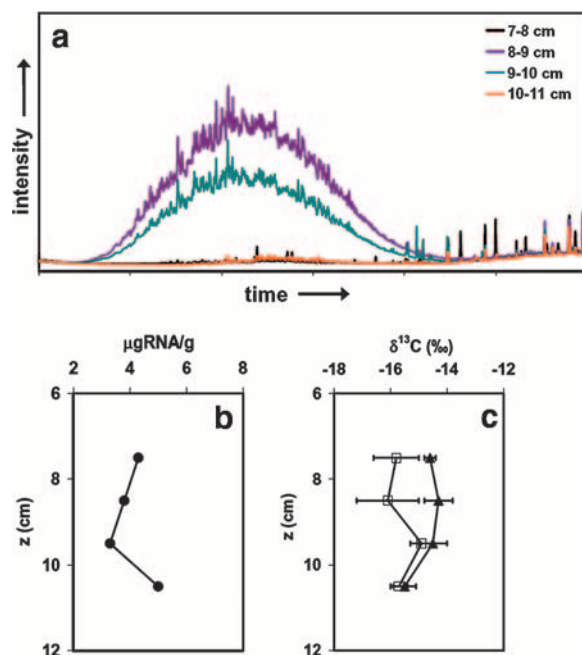 a
7-8 cm
8-9 cm
9-10 cm
10-11 cm
intensity
time
µgRNA/g
2 4 6 8
6
8
10
12
z (cm)
b
δ¹³C (‰)
-18 -16 -14 -12
6
8
10
12
z (cm)
c